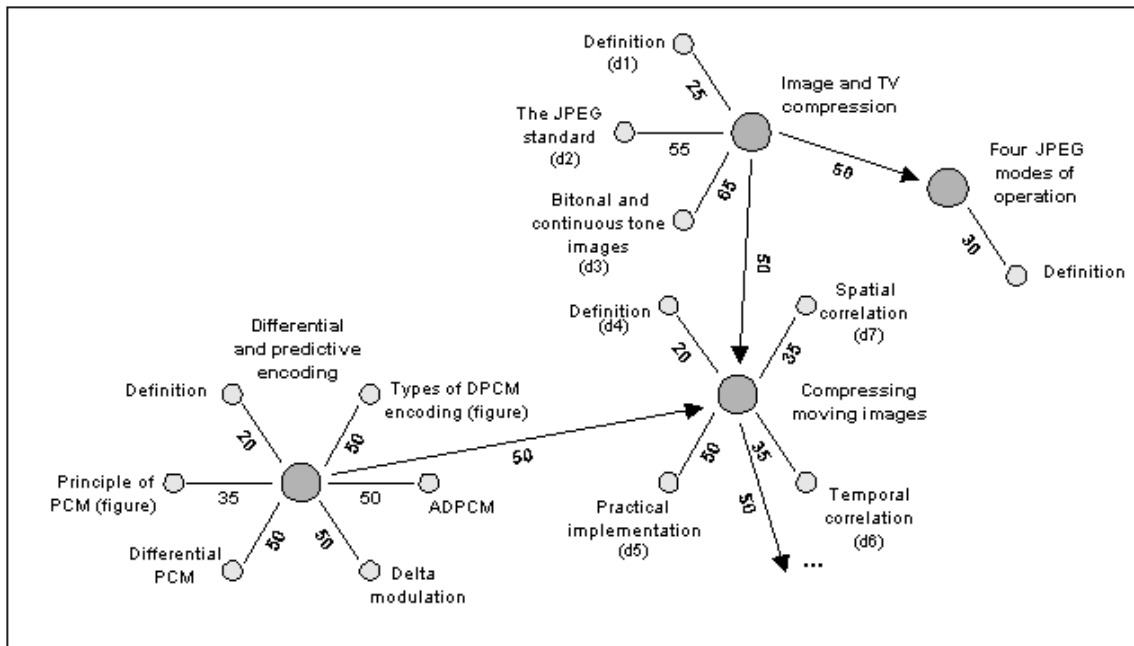 Definition
(d1)
25
Image and TV
compression
The JPEG
standard
(d2)
55
65
Bitonal and
continuous tone
images
(d3)
50
Four JPEG
modes of
operation
30
Definition
50
Definition
(d4)
20
Spatial
correlation
(d7)
35
Compressing
moving images
50
Practical
implementation
(d5)
35
Temporal
correlation
(d6)
50
...
Differential
and predictive
encoding
Definition
20
Types of DPCM
encoding (figure)
50
50
Principle of
PCM (figure)
35
50
ADPCM
Differential
PCM
50
50
Delta
modulation